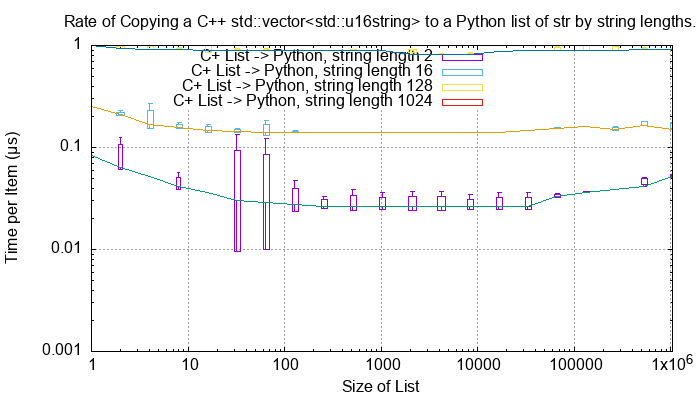 Rate of Copying a C++ std::vector<std::u16string> to a Python list of str by string lengths.
1
C+ List -> Python, string length 2
C+ List -> Python, string length 16
C+ List -> Python, string length 128
C+ List -> Python, string length 1024
0.1
0.01
0.001
Time per Item (µs)
1 10 100 1000 10000 100000 1x10⁶
Size of List